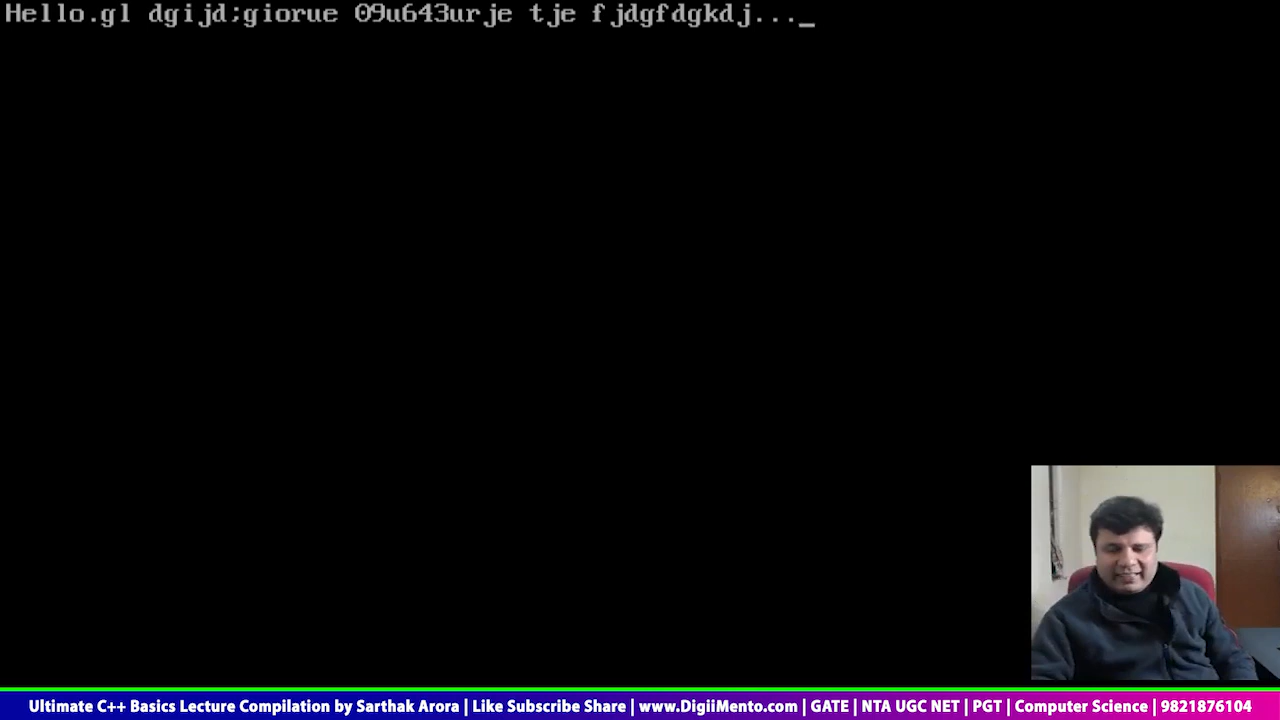 Hello.gl dgijd;giorue 09u643urje tje fjdgfdgkdj..._
Ultimate C++ Basics Lecture Compilation by Sarthak Arora | Like Subscribe Share | www.DigiiMento.com | GATE | NTA UGC NET | PGT | Computer Science | 9821876104